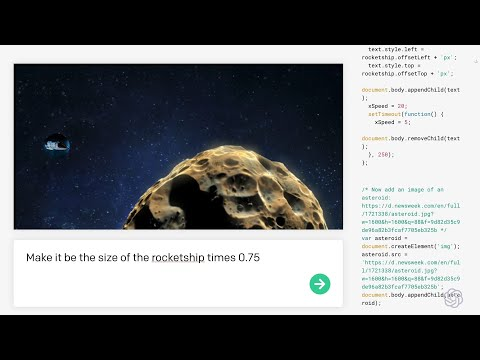 Make it be the size of the rocketship times 0.75
text.style.left =
rocketship.offsetLeft + 'px';
text.style.top =
rocketship.offsetTop + 'px';
document.body.appendChild(text
);
xSpeed = 20;
setTimeout(function() {
xSpeed = 5;
document.body.removeChild(text
);
}, 250);
};
/* Now add an image of an
asteroid:
https://d.newsweek.com/en/full
/1721338/asteroid.jpg?
w=1600&h=1600&q=88&f=9d82d35c9
de96a82b3fcaf7705eb325b */
var asteroid =
document.createElement('img');
asteroid.src =
'https://d.newsweek.com/en/ful
l/1721338/asteroid.jpg?
w=1600&h=1600&q=88&f=9d82d35c9
de96a82b3fcaf7705eb325b';
document.body.appendChild(aste
roid);